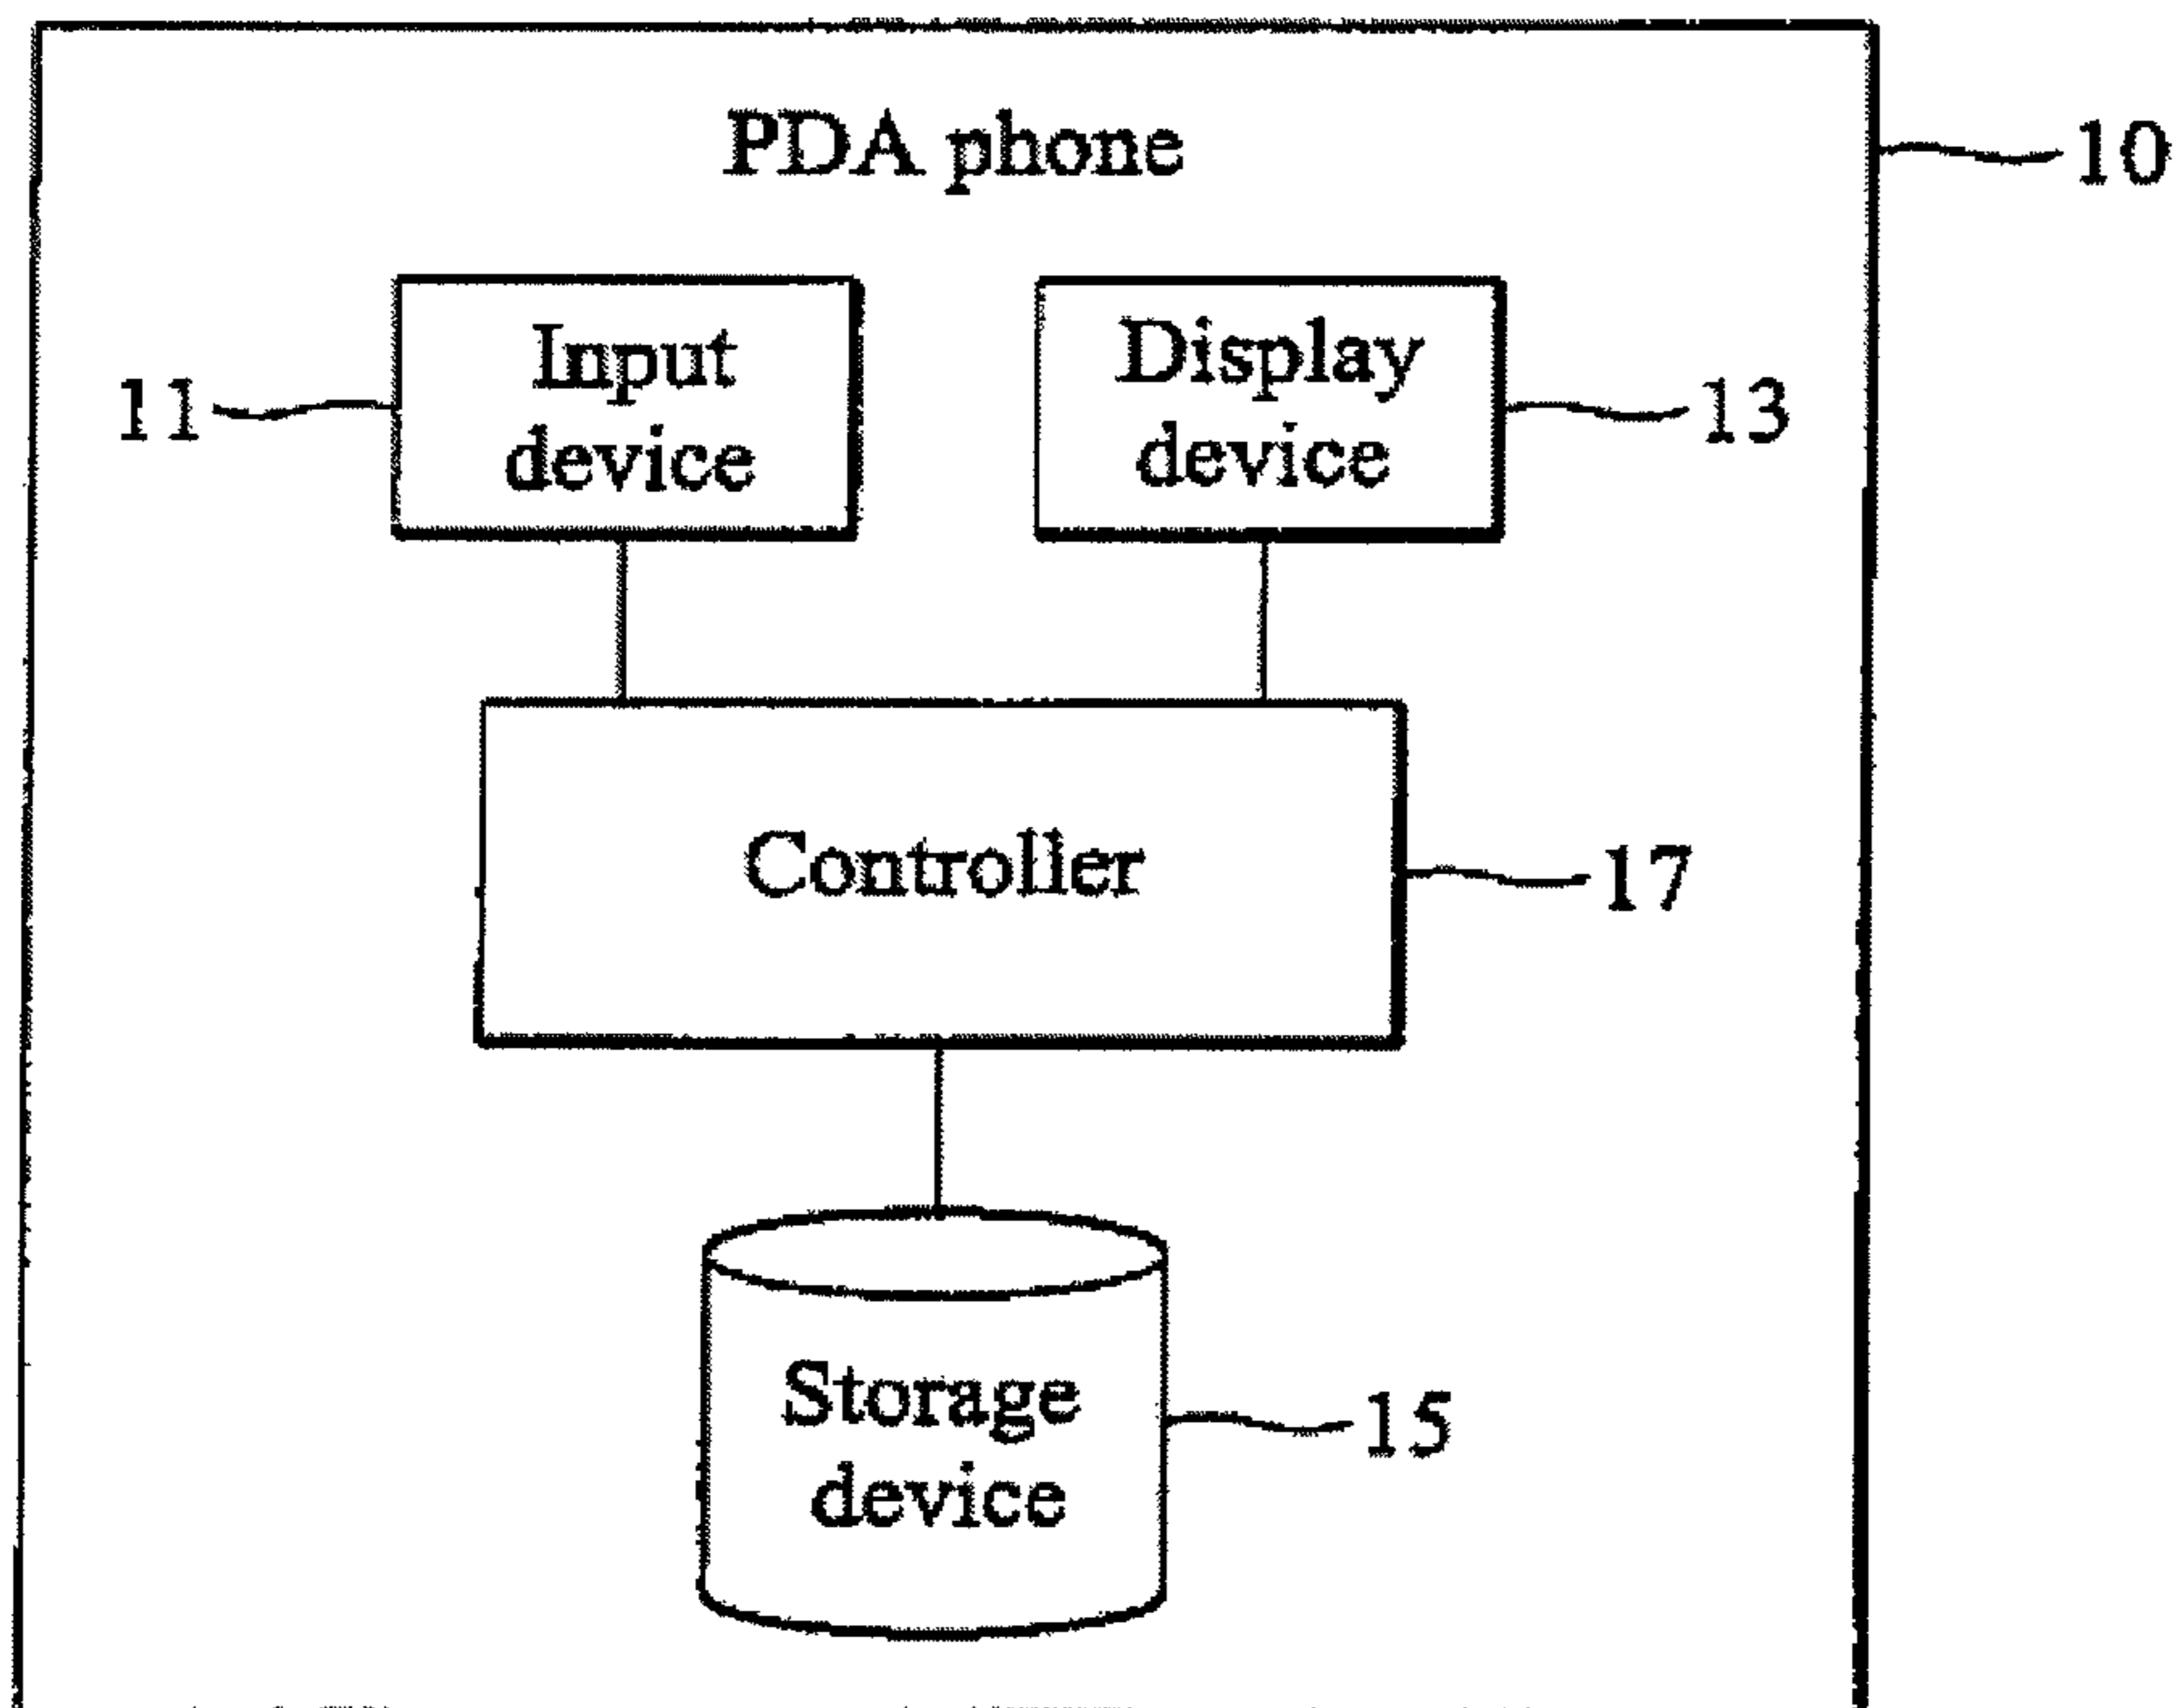 PDA phone
10
Input
device
11
Display
device
13
Controller
17
Storage
device
15